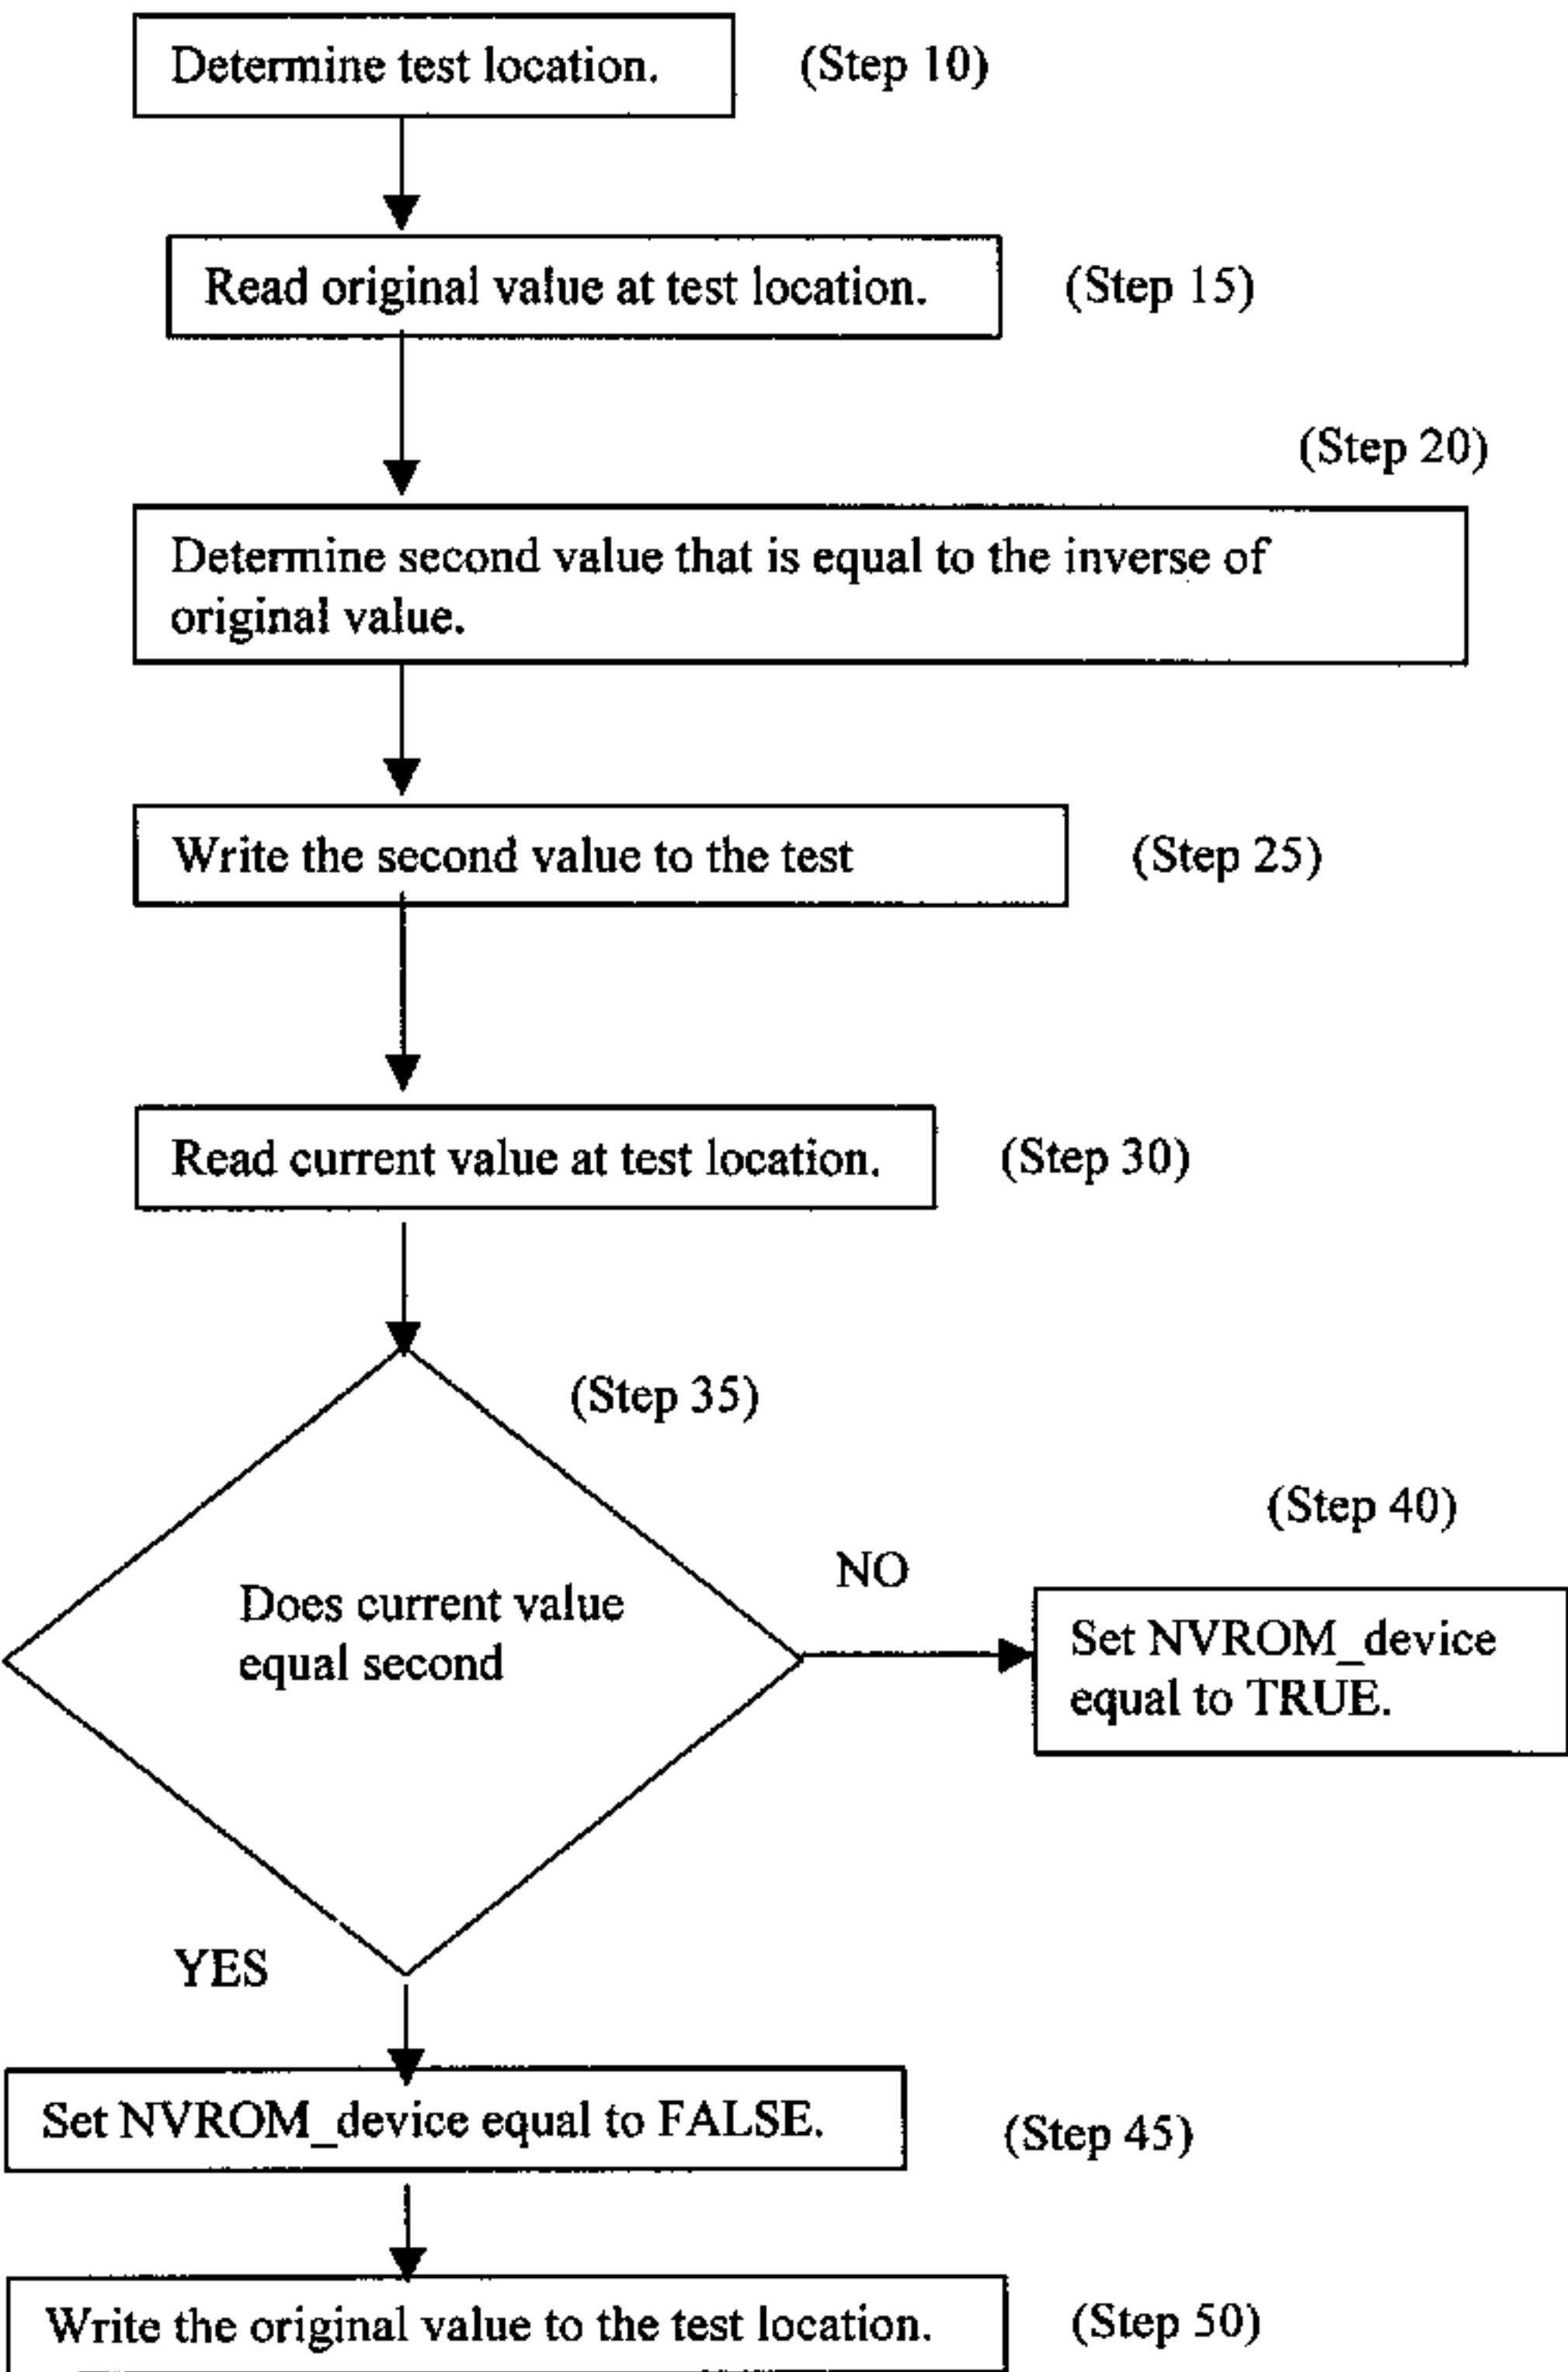 Determine test location. (Step 10)
Read original value at test location. (Step 15)
(Step 20)
Determine second value that is equal to the inverse of
original value.
Write the second value to the test (Step 25)
Read current value at test location. (Step 30)
(Step 35)
(Step 40)
NO
Does current value
equal second
Set NVROM_device
equal to TRUE.
YES
Set NVROM_device equal to FALSE. (Step 45)
Write the original value to the test location. (Step 50)